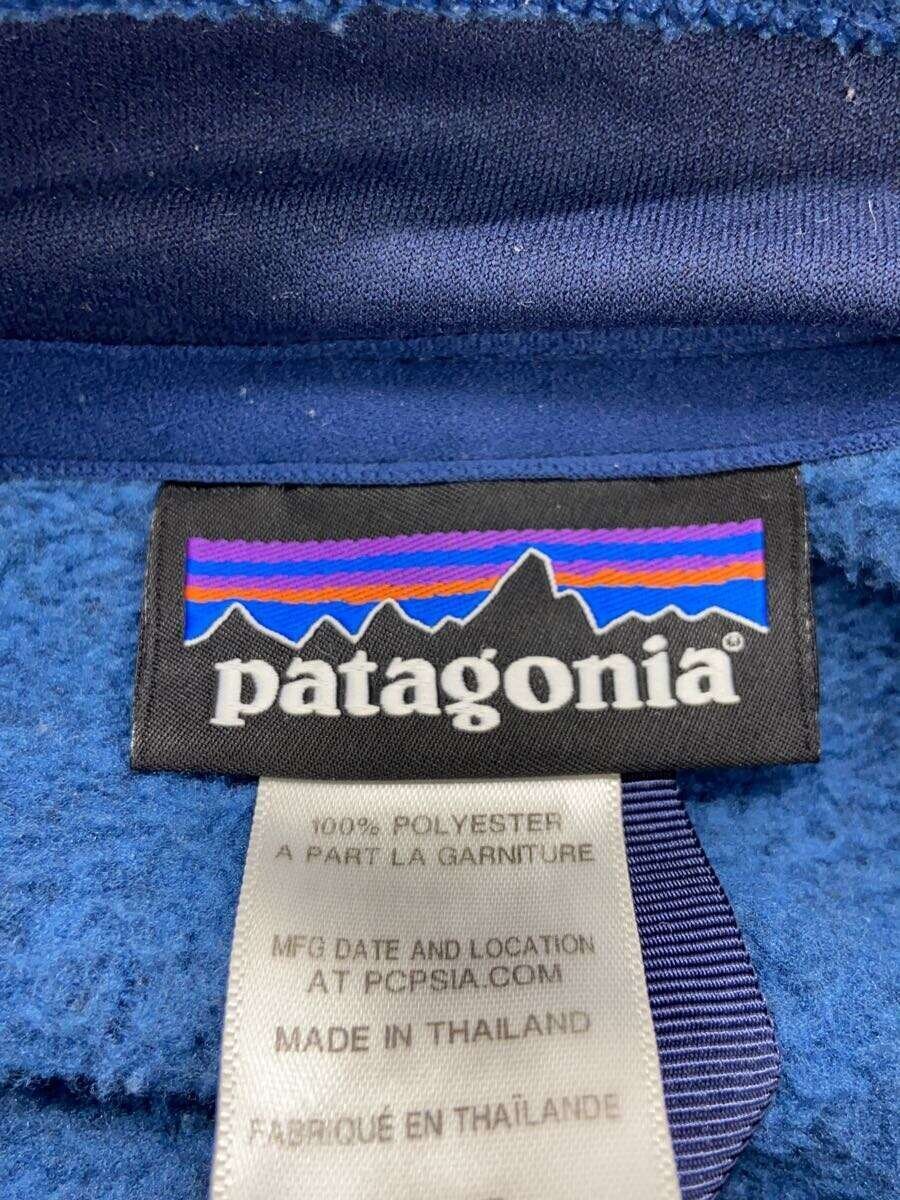 patagonia®
100% POLYESTER
A PART LA GARNITURE
MFG DATE AND LOCATION
AT PCPSIA.COM
MADE IN THAILAND
FABRIQUÉ EN THAÏLANDE